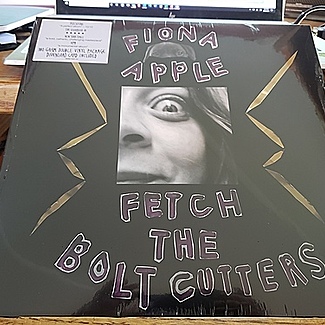 FIONA
APPLE
FETCH
THE
BOLT CUTTERS
180 GRAM DOUBLE VINYL PACKAGE
DOWNLOAD CARD INCLUDED